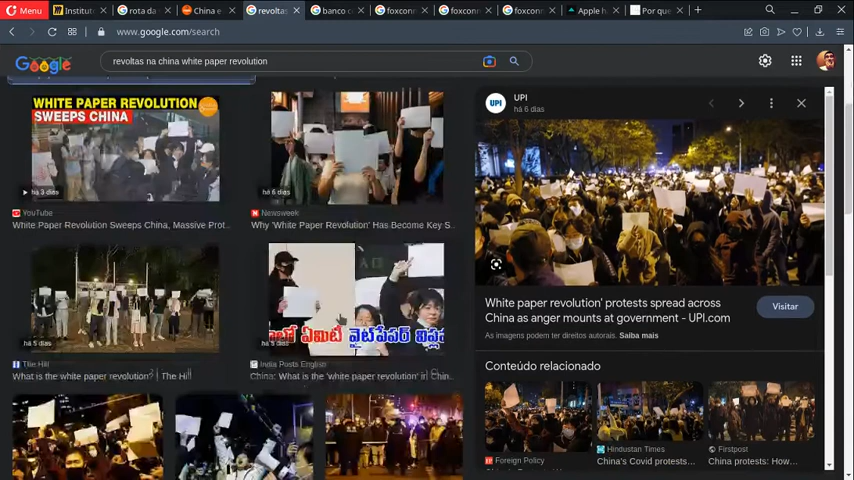 Menu
Institut
rota da
China e
revoltas
banco c
foxconn
foxconn
foxconn
Apple h
Por que
www.google.com/search
Google
revoltas na china white paper revolution
WHITE PAPER REVOLUTION
SWEEPS CHINA
há 3 dias
há 6 dias
YouTube
Newsweek
White Paper Revolution Sweeps China, Massive Prot...
Why 'White Paper Revolution' Has Become Key S...
há 5 dias
há 5 dias
వైట్‌పేపర్
The Hill
India Posts English
What is the white paper revolution? | The Hill
China: What is the 'white paper revolution' in Chin...
UPI
UPI
há 6 dias
White paper revolution' protests spread across
China as anger mounts at government - UPI.com
Visitar
As imagens podem ter direitos autorais. Saiba mais
Conteúdo relacionado
Foreign Policy
Hindustan Times
Firstpost
China's Covid protests...
China protests: How...